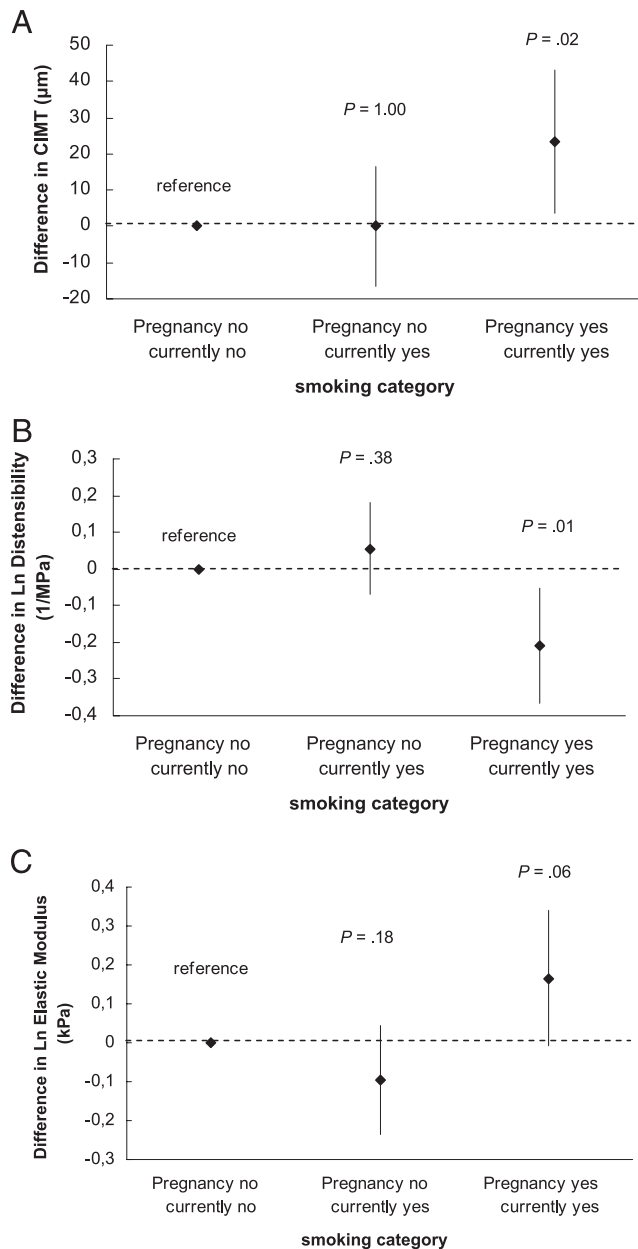 A
Difference in CIMT (µm)
50
40
30
20
10
0
-10
-20
reference
P = 1.00
P = .02
Pregnancy no
currently no
Pregnancy no
currently yes
Pregnancy yes
currently yes
smoking category
B
Difference in Ln Distensibility
(1/MPa)
0,3
0,2
0,1
0
-0,1
-0,2
-0,3
-0,4
reference
P = .38
P = .01
Pregnancy no
currently no
Pregnancy no
currently yes
Pregnancy yes
currently yes
smoking category
C
Difference in Ln Elastic Modulus
(kPa)
0,4
0,3
0,2
0,1
0
-0,1
-0,2
-0,3
reference
P = .18
P = .06
Pregnancy no
currently no
Pregnancy no
currently yes
Pregnancy yes
currently yes
smoking category